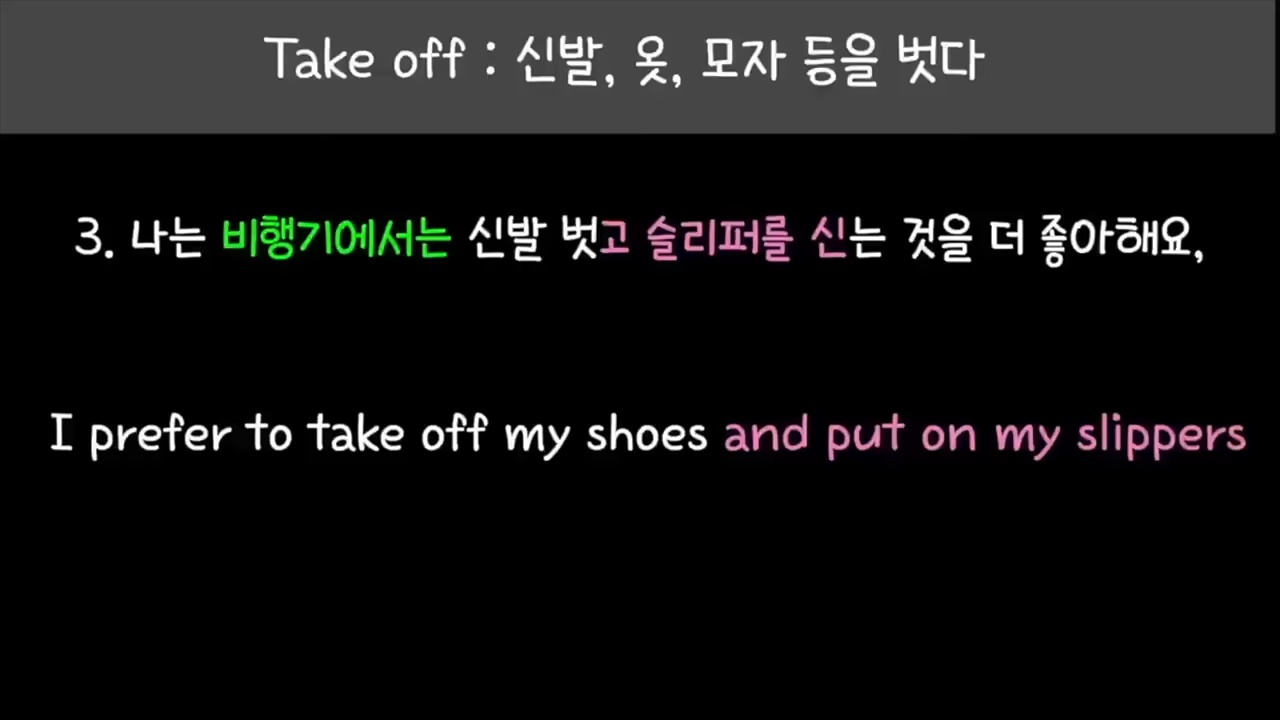 Take off : 신발, 옷, 모자 등을 벗다
3. 나는 비행기에서는 신발 벗고 슬리퍼를 신는 것을 더 좋아해요,
I prefer to take off my shoes and put on my slippers